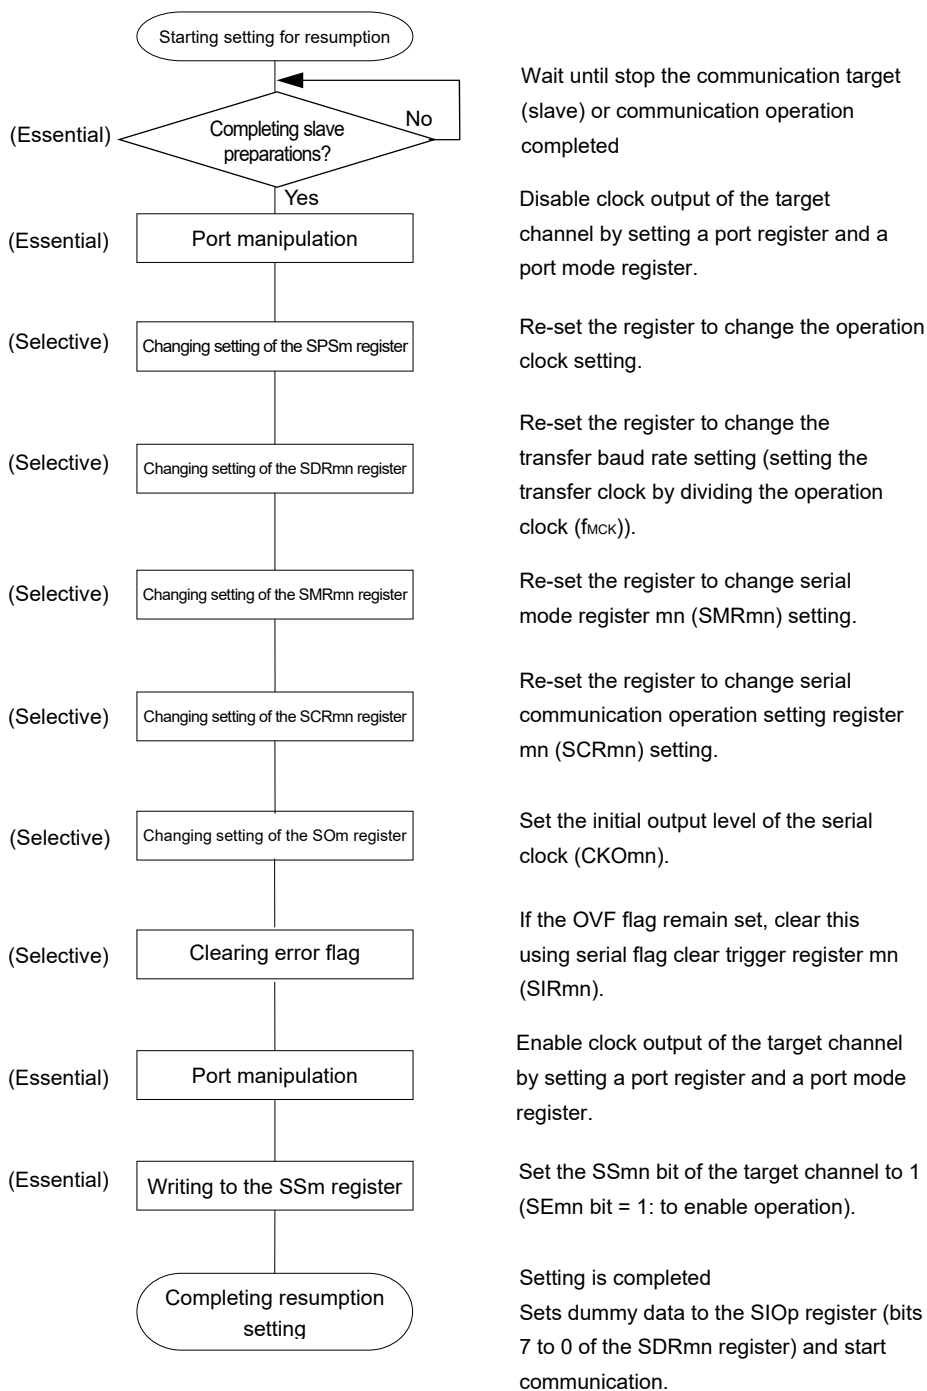 Starting setting for resumption
Wait until stop the communication target
(slave) or communication operation
completed
(Essential)
Completing slave
preparations?
No
Yes
Disable clock output of the target
channel by setting a port register and a
port mode register.
(Essential)
Port manipulation
Re-set the register to change the operation
clock setting.
(Selective)
Changing setting of the SPSm register
Re-set the register to change the
transfer baud rate setting (setting the
transfer clock by dividing the operation
clock (fMCK)).
(Selective)
Changing setting of the SDRmn register
Re-set the register to change serial
mode register mn (SMRmn) setting.
(Selective)
Changing setting of the SMRmn register
Re-set the register to change serial
communication operation setting register
mn (SCRmn) setting.
(Selective)
Changing setting of the SCRmn register
Set the initial output level of the serial
clock (CKOmn).
(Selective)
Changing setting of the SOm register
If the OVF flag remain set, clear this
using serial flag clear trigger register mn
(SIRmn).
(Selective)
Clearing error flag
Enable clock output of the target channel
by setting a port register and a port mode
register.
(Essential)
Port manipulation
Set the SSmn bit of the target channel to 1
(SEmn bit = 1: to enable operation).
(Essential)
Writing to the SSm register
Completing resumption
setting
Setting is completed
Sets dummy data to the SIOp register (bits
7 to 0 of the SDRmn register) and start
communication.